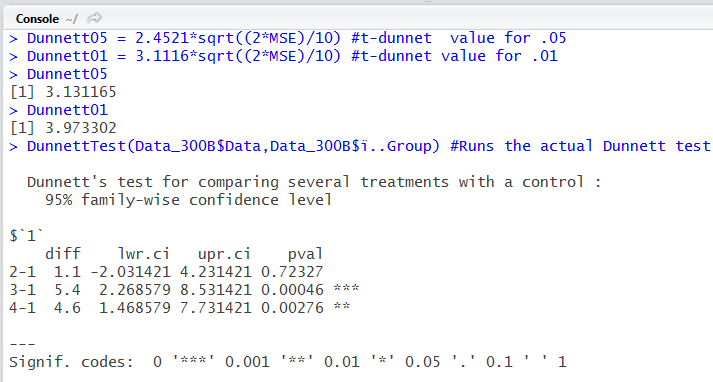 Console ~/
> Dunnett05 = 2.4521*sqrt((2*MSE)/10) #t-dunnet  value for .05
> Dunnett01 = 3.1116*sqrt((2*MSE)/10) #t-dunnet value for .01
> Dunnett05
[1] 3.131165
> Dunnett01
[1] 3.973302
> DunnettTest(Data_300B$Data,Data_300B$ï..Group) #Runs the actual Dunnett test
  Dunnett's test for comparing several treatments with a control :
    95% family-wise confidence level
$`1`
    diff    lwr.ci   upr.ci    pval
2-1  1.1 -2.031421 4.231421 0.72327
3-1  5.4  2.268579 8.531421 0.00046 ***
4-1  4.6  1.468579 7.731421 0.00276 **
---
Signif. codes:  0 '***' 0.001 '**' 0.01 '*' 0.05 '.' 0.1 ' ' 1